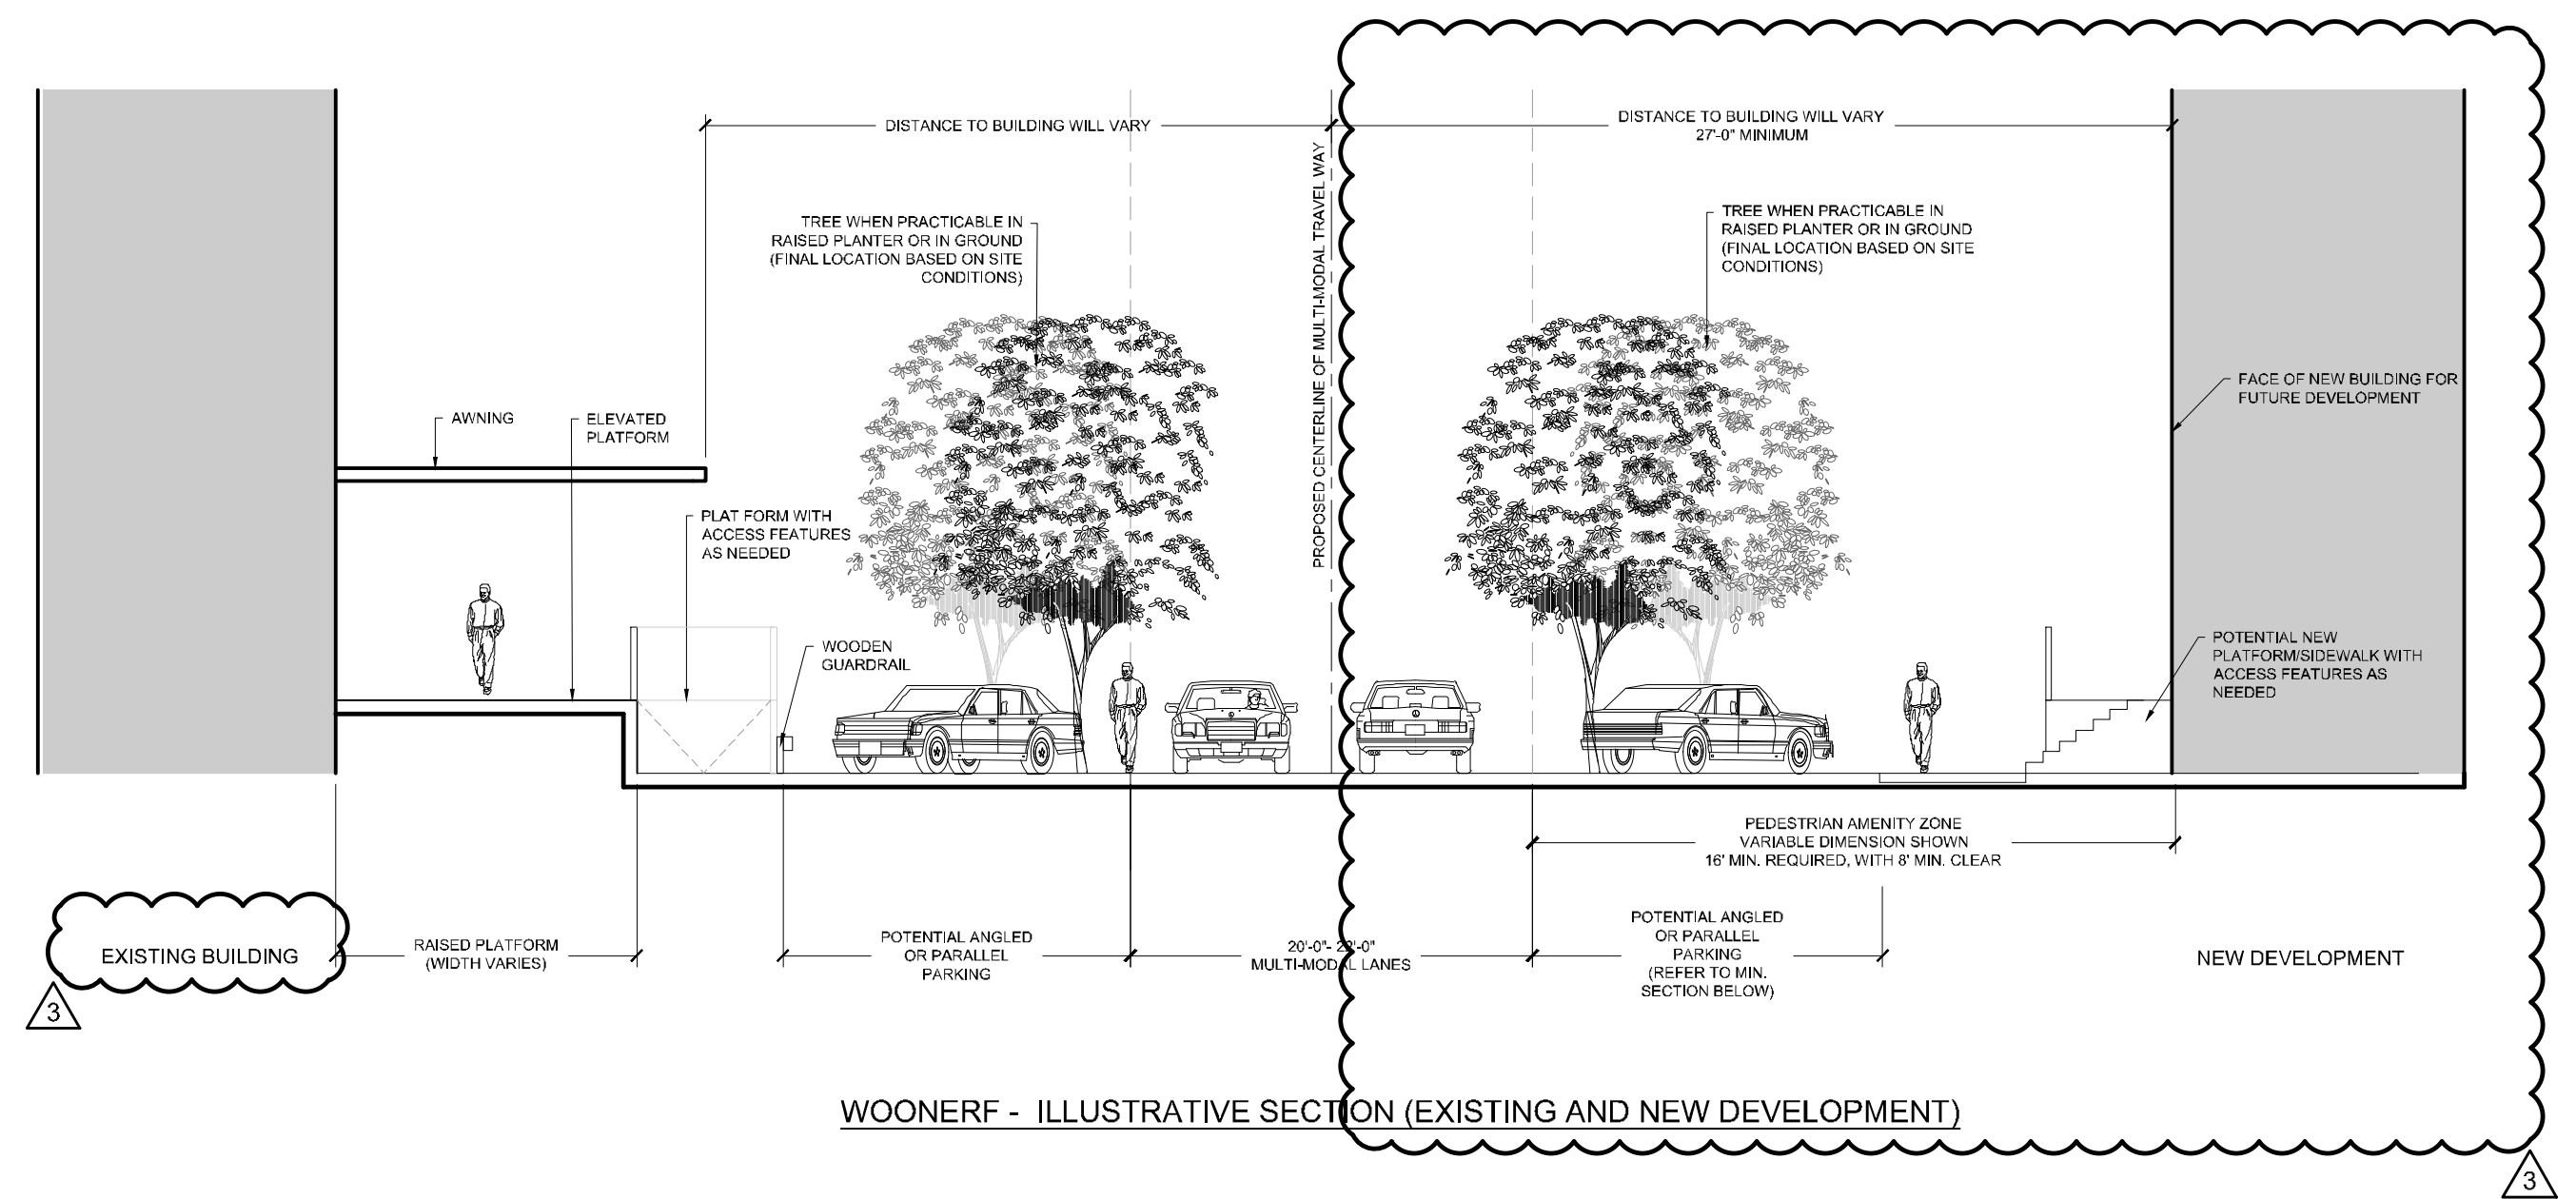 DISTANCE TO BUILDING WILL VARY
DISTANCE TO BUILDING WILL VARY
27'-0" MINIMUM
PROPOSED CENTERLINE OF MULTI-MODAL TRAVEL WAY
TREE WHEN PRACTICABLE IN
RAISED PLANTER OR IN GROUND
(FINAL LOCATION BASED ON SITE
CONDITIONS)
TREE WHEN PRACTICABLE IN
RAISED PLANTER OR IN GROUND
(FINAL LOCATION BASED ON SITE
CONDITIONS)
FACE OF NEW BUILDING FOR
FUTURE DEVELOPMENT
AWNING
ELEVATED
PLATFORM
PLAT FORM WITH
ACCESS FEATURES
AS NEEDED
WOODEN
GUARDRAIL
POTENTIAL NEW
PLATFORM/SIDEWALK WITH
ACCESS FEATURES AS
NEEDED
PEDESTRIAN AMENITY ZONE
VARIABLE DIMENSION SHOWN
16' MIN. REQUIRED, WITH 8' MIN. CLEAR
EXISTING BUILDING
RAISED PLATFORM
(WIDTH VARIES)
POTENTIAL ANGLED
OR PARALLEL
PARKING
20'-0"- 22'-0"
MULTI-MODAL LANES
POTENTIAL ANGLED
OR PARALLEL
PARKING
(REFER TO MIN.
SECTION BELOW)
NEW DEVELOPMENT
3
WOONERF - ILLUSTRATIVE SECTION (EXISTING AND NEW DEVELOPMENT)
3